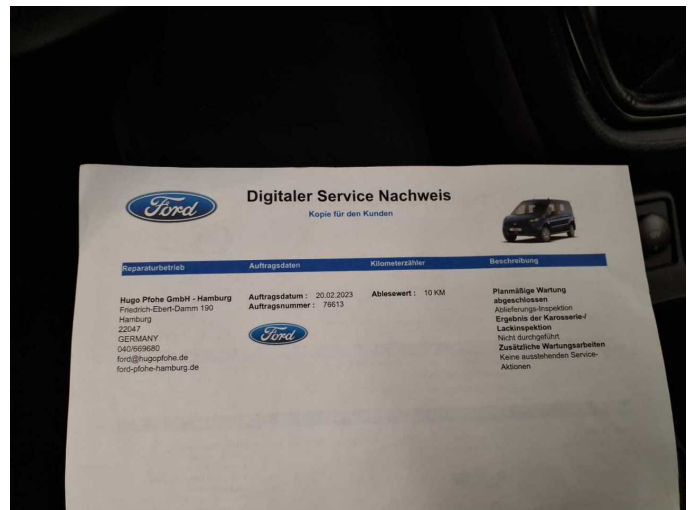 Ford
Digitaler Service Nachweis
Kopie für den Kunden
Reparaturbetrieb
Auftragsdaten
Kilometerzähler
Beschreibung
Hugo Pfohe GmbH - Hamburg
Friedrich-Ebert-Damm 190
Hamburg
22047
GERMANY
040/669680
ford@hugopfohe.de
ford-pfohe-hamburg.de
Auftragsdatum : 20.02.2023
Auftragsnummer : 76613
Ford
Ablesewert : 10 KM
Planmäßige Wartung
abgeschlossen
Ablieferungs-Inspektion
Ergebnis der Karosserie-/
Lackinspektion
Nicht durchgeführt
Zusätzliche Wartungsarbeiten
Keine ausstehenden Service-
Aktionen